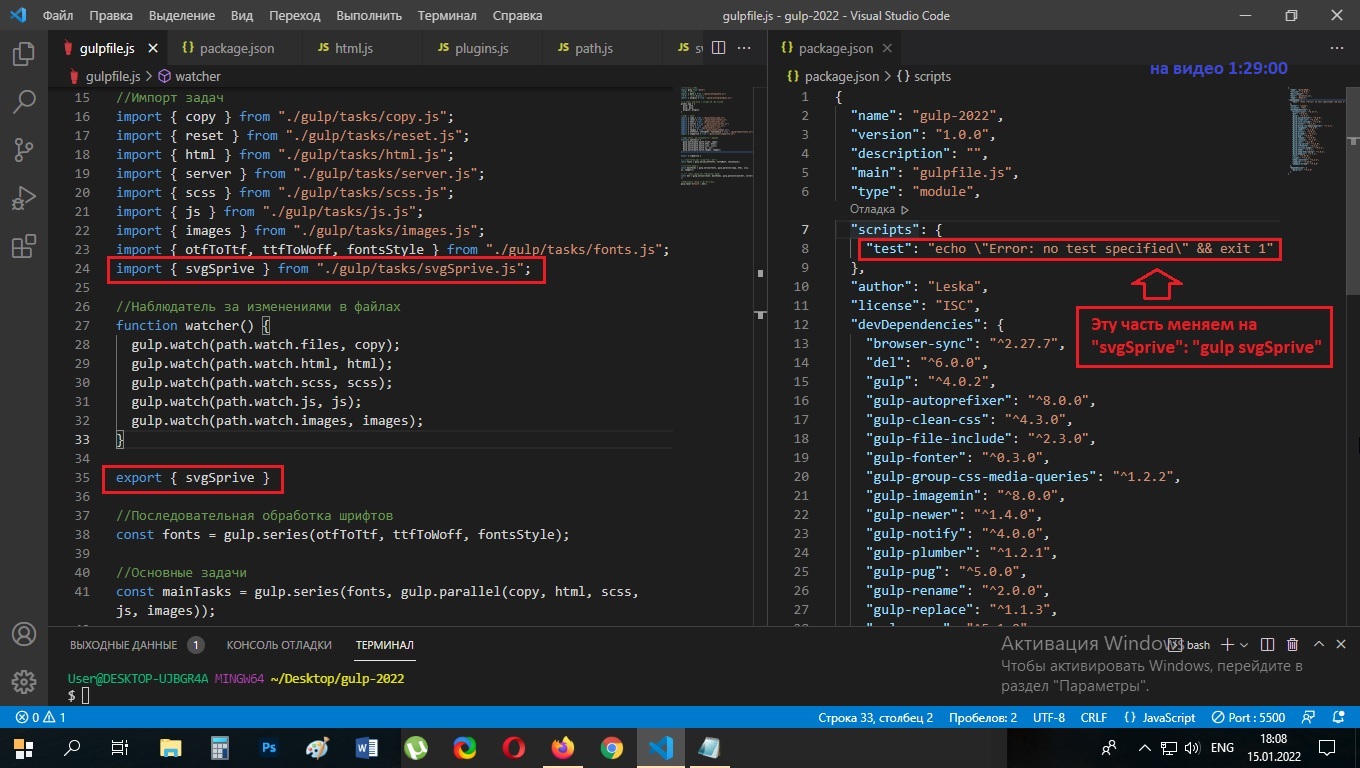 Файл Правка Выделение Вид Переход Выполнить Терминал Справка
gulpfile.js - gulp-2022 - Visual Studio Code
gulpfile.js package.json html.js plugins.js path.js
gulpfile.js > watcher
15 //Импорт задач
16 import { copy } from "./gulp/tasks/copy.js";
17 import { reset } from "./gulp/tasks/reset.js";
18 import { html } from "./gulp/tasks/html.js";
19 import { server } from "./gulp/tasks/server.js";
20 import { scss } from "./gulp/tasks/scss.js";
21 import { js } from "./gulp/tasks/js.js";
22 import { images } from "./gulp/tasks/images.js";
23 import { otfToTtf, ttfToWoff, fontsStyle } from "./gulp/tasks/fonts.js";
24 import { svgSprive } from "./gulp/tasks/svgSprive.js";
25
26 //Наблюдатель за изменениями в файлах
27 function watcher() {
28 gulp.watch(path.watch.files, copy);
29 gulp.watch(path.watch.html, html);
30 gulp.watch(path.watch.scss, scss);
31 gulp.watch(path.watch.js, js);
32 gulp.watch(path.watch.images, images);
33 }
34
35 export { svgSprive }
36
37 //Последовательная обработка шрифтов
38 const fonts = gulp.series(otfToTtf, ttfToWoff, fontsStyle);
39
40 //Основные задачи
41 const mainTasks = gulp.series(fonts, gulp.parallel(copy, html, scss,
js, images));
package.json
package.json > {} scripts
на видео 1:29:00
1 {
2 "name": "gulp-2022",
3 "version": "1.0.0",
4 "description": "",
5 "main": "gulpfile.js",
6 "type": "module",
Отладка
7 "scripts": {
8 "test": "echo \"Error: no test specified\" && exit 1"
9 },
10 "author": "Leska",
11 "license": "ISC",
12 "devDependencies": {
13 "browser-sync": "^2.27.7",
14 "del": "^6.0.0",
15 "gulp": "^4.0.2",
16 "gulp-autoprefixer": "^8.0.0",
17 "gulp-clean-css": "^4.3.0",
18 "gulp-file-include": "^2.3.0",
19 "gulp-fonter": "^0.3.0",
20 "gulp-group-css-media-queries": "^1.2.2",
21 "gulp-imagemin": "^8.0.0",
22 "gulp-newer": "^1.4.0",
23 "gulp-notify": "^4.0.0",
24 "gulp-plumber": "^1.2.1",
25 "gulp-pug": "^5.0.0",
26 "gulp-rename": "^2.0.0",
27 "gulp-replace": "^1.1.3",
Эту часть меняем на
"svgSprive": "gulp svgSprive"
ВЫХОДНЫЕ ДАННЫЕ 1 КОНСОЛЬ ОТЛАДКИ ТЕРМИНАЛ
bash
User@DESKTOP-UJBGR4A MINGW64 ~/Desktop/gulp-2022
$
Активация Windows
Чтобы активировать Windows, перейдите в
раздел "Параметры".
0 1 Строка 33, столбец 2 Пробелов: 2 UTF-8 CRLF {} JavaScript Port : 5500
ENG 18:08
15.01.2022